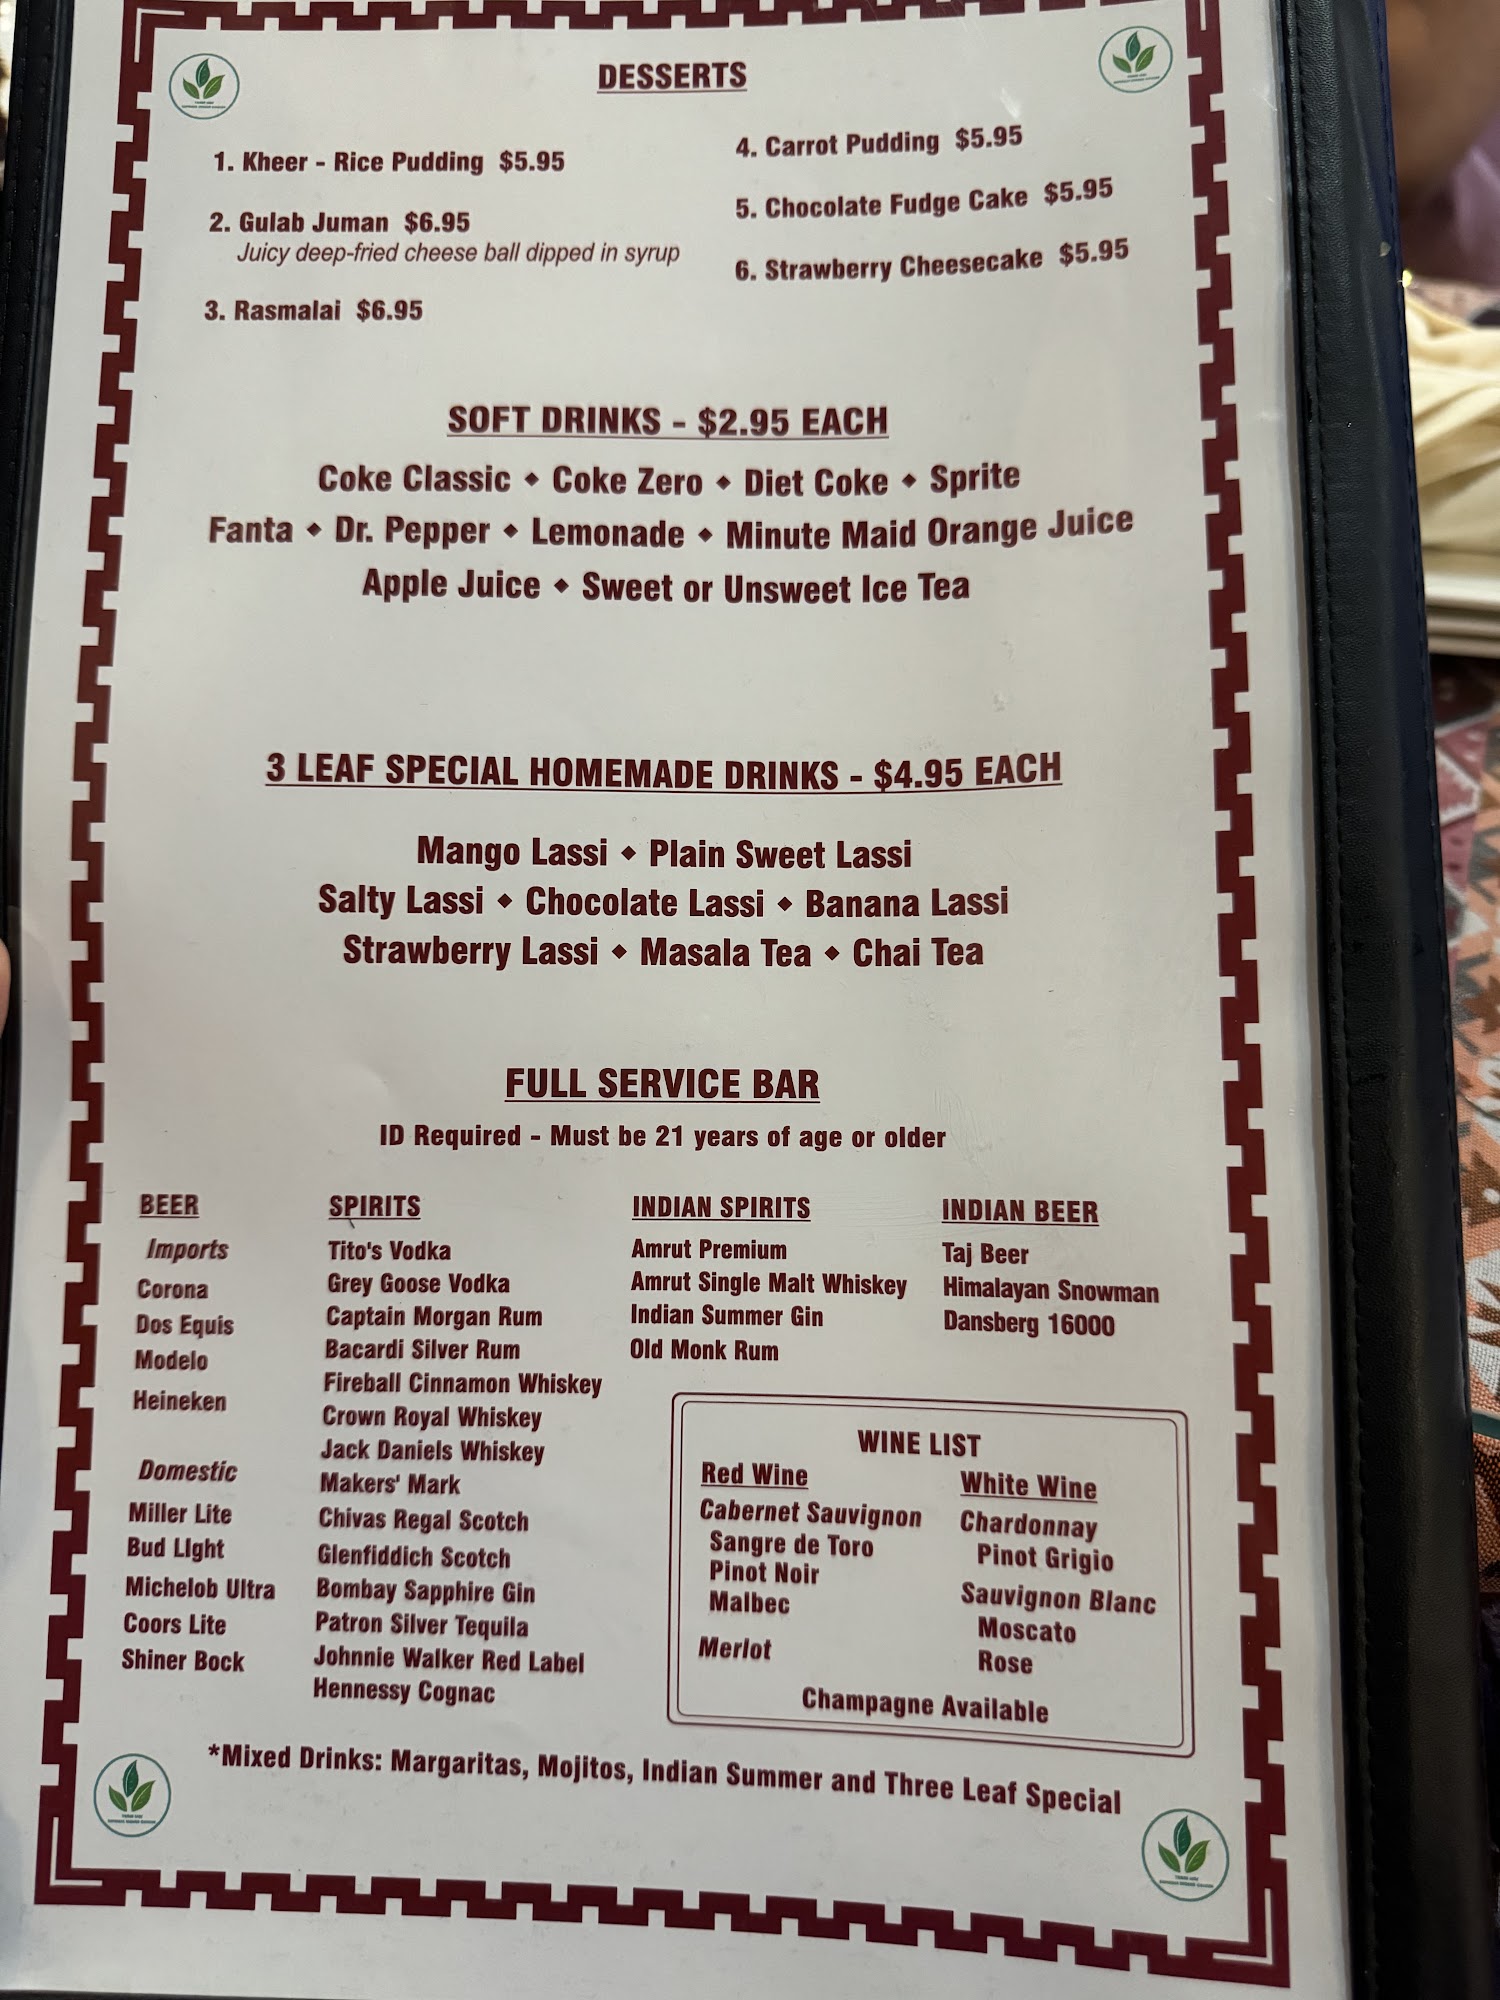 DESSERTS
1. Kheer - Rice Pudding $5.95
2. Gulab Juman $6.95
Juicy deep-fried cheese ball dipped in syrup
3. Rasmalai $6.95
4. Carrot Pudding $5.95
5. Chocolate Fudge Cake $5.95
6. Strawberry Cheesecake $5.95
SOFT DRINKS - $2.95 EACH
Coke Classic ◆ Coke Zero ◆ Diet Coke ◆ Sprite
Fanta ◆ Dr. Pepper ◆ Lemonade ◆ Minute Maid Orange Juice
Apple Juice ◆ Sweet or Unsweet Ice Tea
3 LEAF SPECIAL HOMEMADE DRINKS - $4.95 EACH
Mango Lassi ◆ Plain Sweet Lassi
Salty Lassi ◆ Chocolate Lassi ◆ Banana Lassi
Strawberry Lassi ◆ Masala Tea ◆ Chai Tea
FULL SERVICE BAR
ID Required - Must be 21 years of age or older
BEER
Imports
Corona
Dos Equis
Modelo
Heineken
Domestic
Miller Lite
Bud LIght
Michelob Ultra
Coors Lite
Shiner Bock
SPIRITS
Tito's Vodka
Grey Goose Vodka
Captain Morgan Rum
Bacardi Silver Rum
Fireball Cinnamon Whiskey
Crown Royal Whiskey
Jack Daniels Whiskey
Makers' Mark
Chivas Regal Scotch
Glenfiddich Scotch
Bombay Sapphire Gin
Patron Silver Tequila
Johnnie Walker Red Label
Hennessy Cognac
INDIAN SPIRITS
Amrut Premium
Amrut Single Malt Whiskey
Indian Summer Gin
Old Monk Rum
INDIAN BEER
Taj Beer
Himalayan Snowman
Dansberg 16000
WINE LIST
Red Wine
Cabernet Sauvignon
Sangre de Toro
Pinot Noir
Malbec
Merlot
White Wine
Chardonnay
Pinot Grigio
Sauvignon Blanc
Moscato
Rose
Champagne Available
*Mixed Drinks: Margaritas, Mojitos, Indian Summer and Three Leaf Special